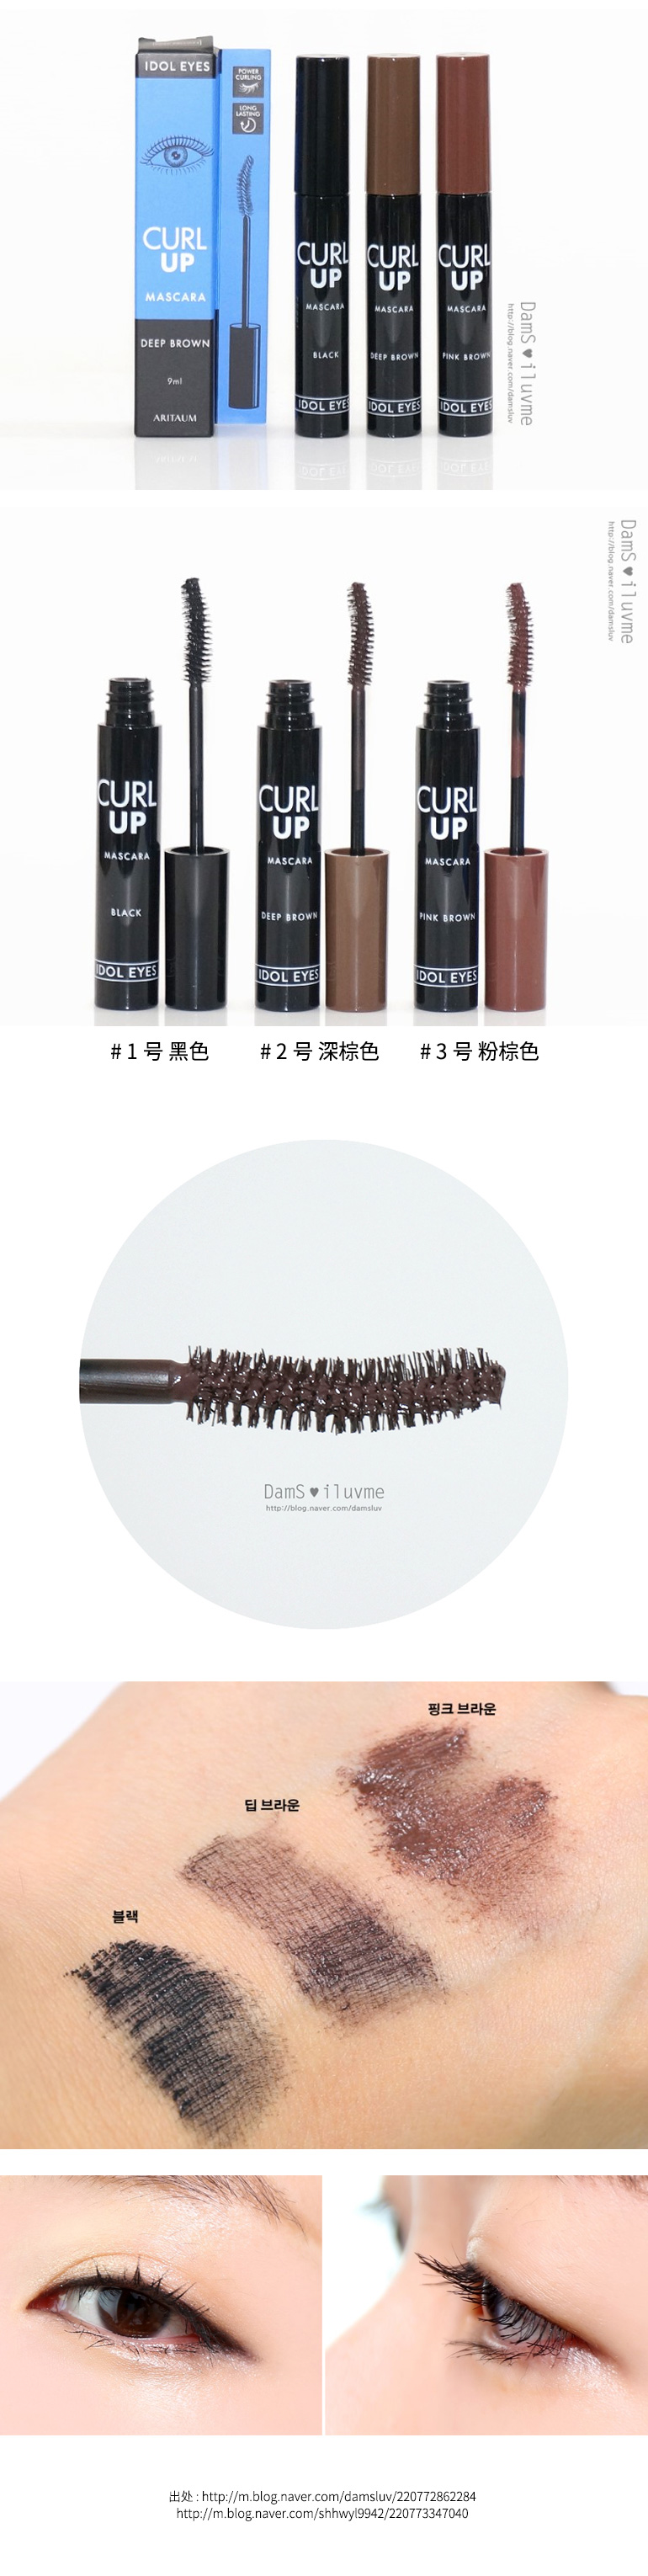 IDOL EYES
POWER
CURLING
LONG
LASTING
CURL
UP
MASCARA
DEEP BROWN
9ml
ARITAUM
CURL
UP
MASCARA
BLACK
IDOL EYES
CURL
UP
MASCARA
DEEP BROWN
IDOL EYES
CURL
UP
MASCARA
PINK BROWN
IDOL EYES
DamS♥iluvme
http://blog.naver.com/damsluv
DamS♥iluvme
http://blog.naver.com/damsluv
CURL
UP
MASCARA
BLACK
IDOL EYES
CURL
UP
MASCARA
DEEP BROWN
IDOL EYES
CURL
UP
MASCARA
PINK BROWN
IDOL EYES
# 1 号 黑色
# 2 号 深棕色
# 3 号 粉棕色
DamS♥iluvme
http://blog.naver.com/damsluv
핑크 브라운
딥 브라운
블랙
出处 : http://m.blog.naver.com/damsluv/220772862284
http://m.blog.naver.com/shhwyl9942/220773347040